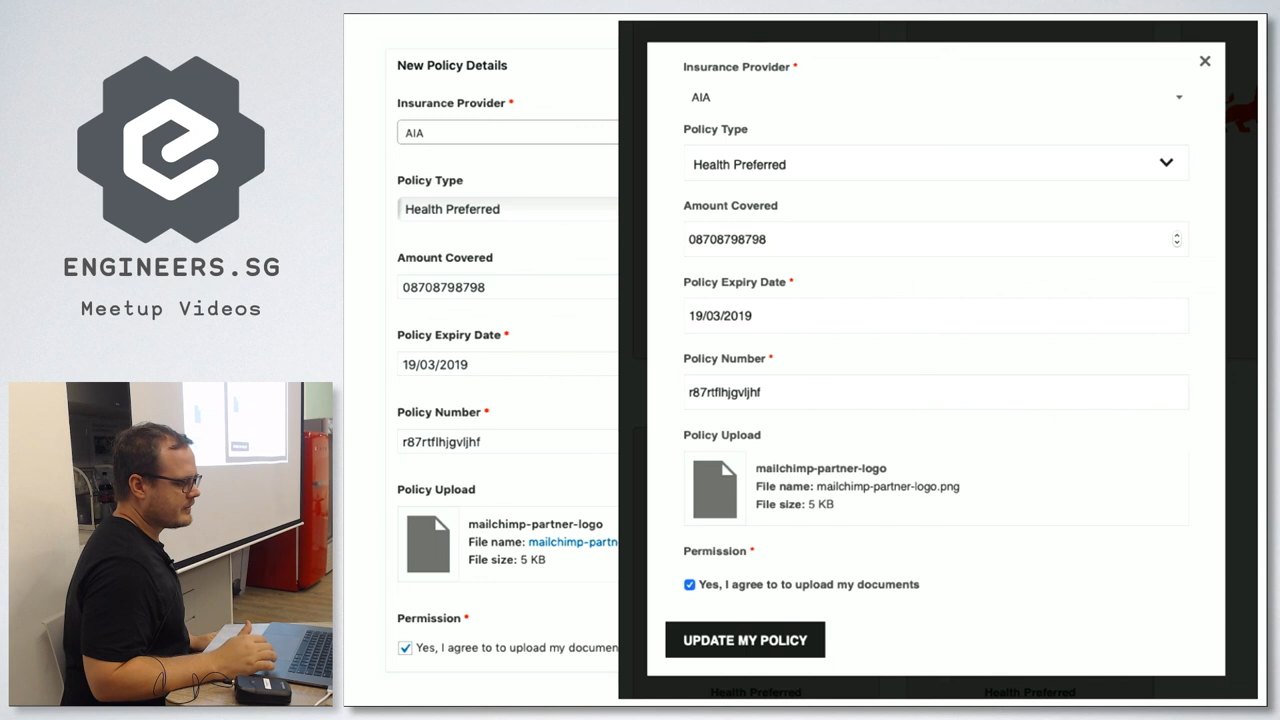 ENGINEERS.SG
Meetup Videos
New Policy Details
Insurance Provider *
AIA
Policy Type
Health Preferred
Amount Covered
08708798798
Policy Expiry Date *
19/03/2019
Policy Number *
r87rtflhjgvljhf
Policy Upload
mailchimp-partner-logo
File name: mailchimp-partn
File size: 5 KB
Permission *
Yes, I agree to to upload my documen
Insurance Provider *
AIA
Policy Type
Health Preferred
Amount Covered
08708798798
Policy Expiry Date *
19/03/2019
Policy Number *
r87rtflhjgvljhf
Policy Upload
mailchimp-partner-logo
File name: mailchimp-partner-logo.png
File size: 5 KB
Permission *
Yes, I agree to to upload my documents
UPDATE MY POLICY
Health Preferred
Health Preferred